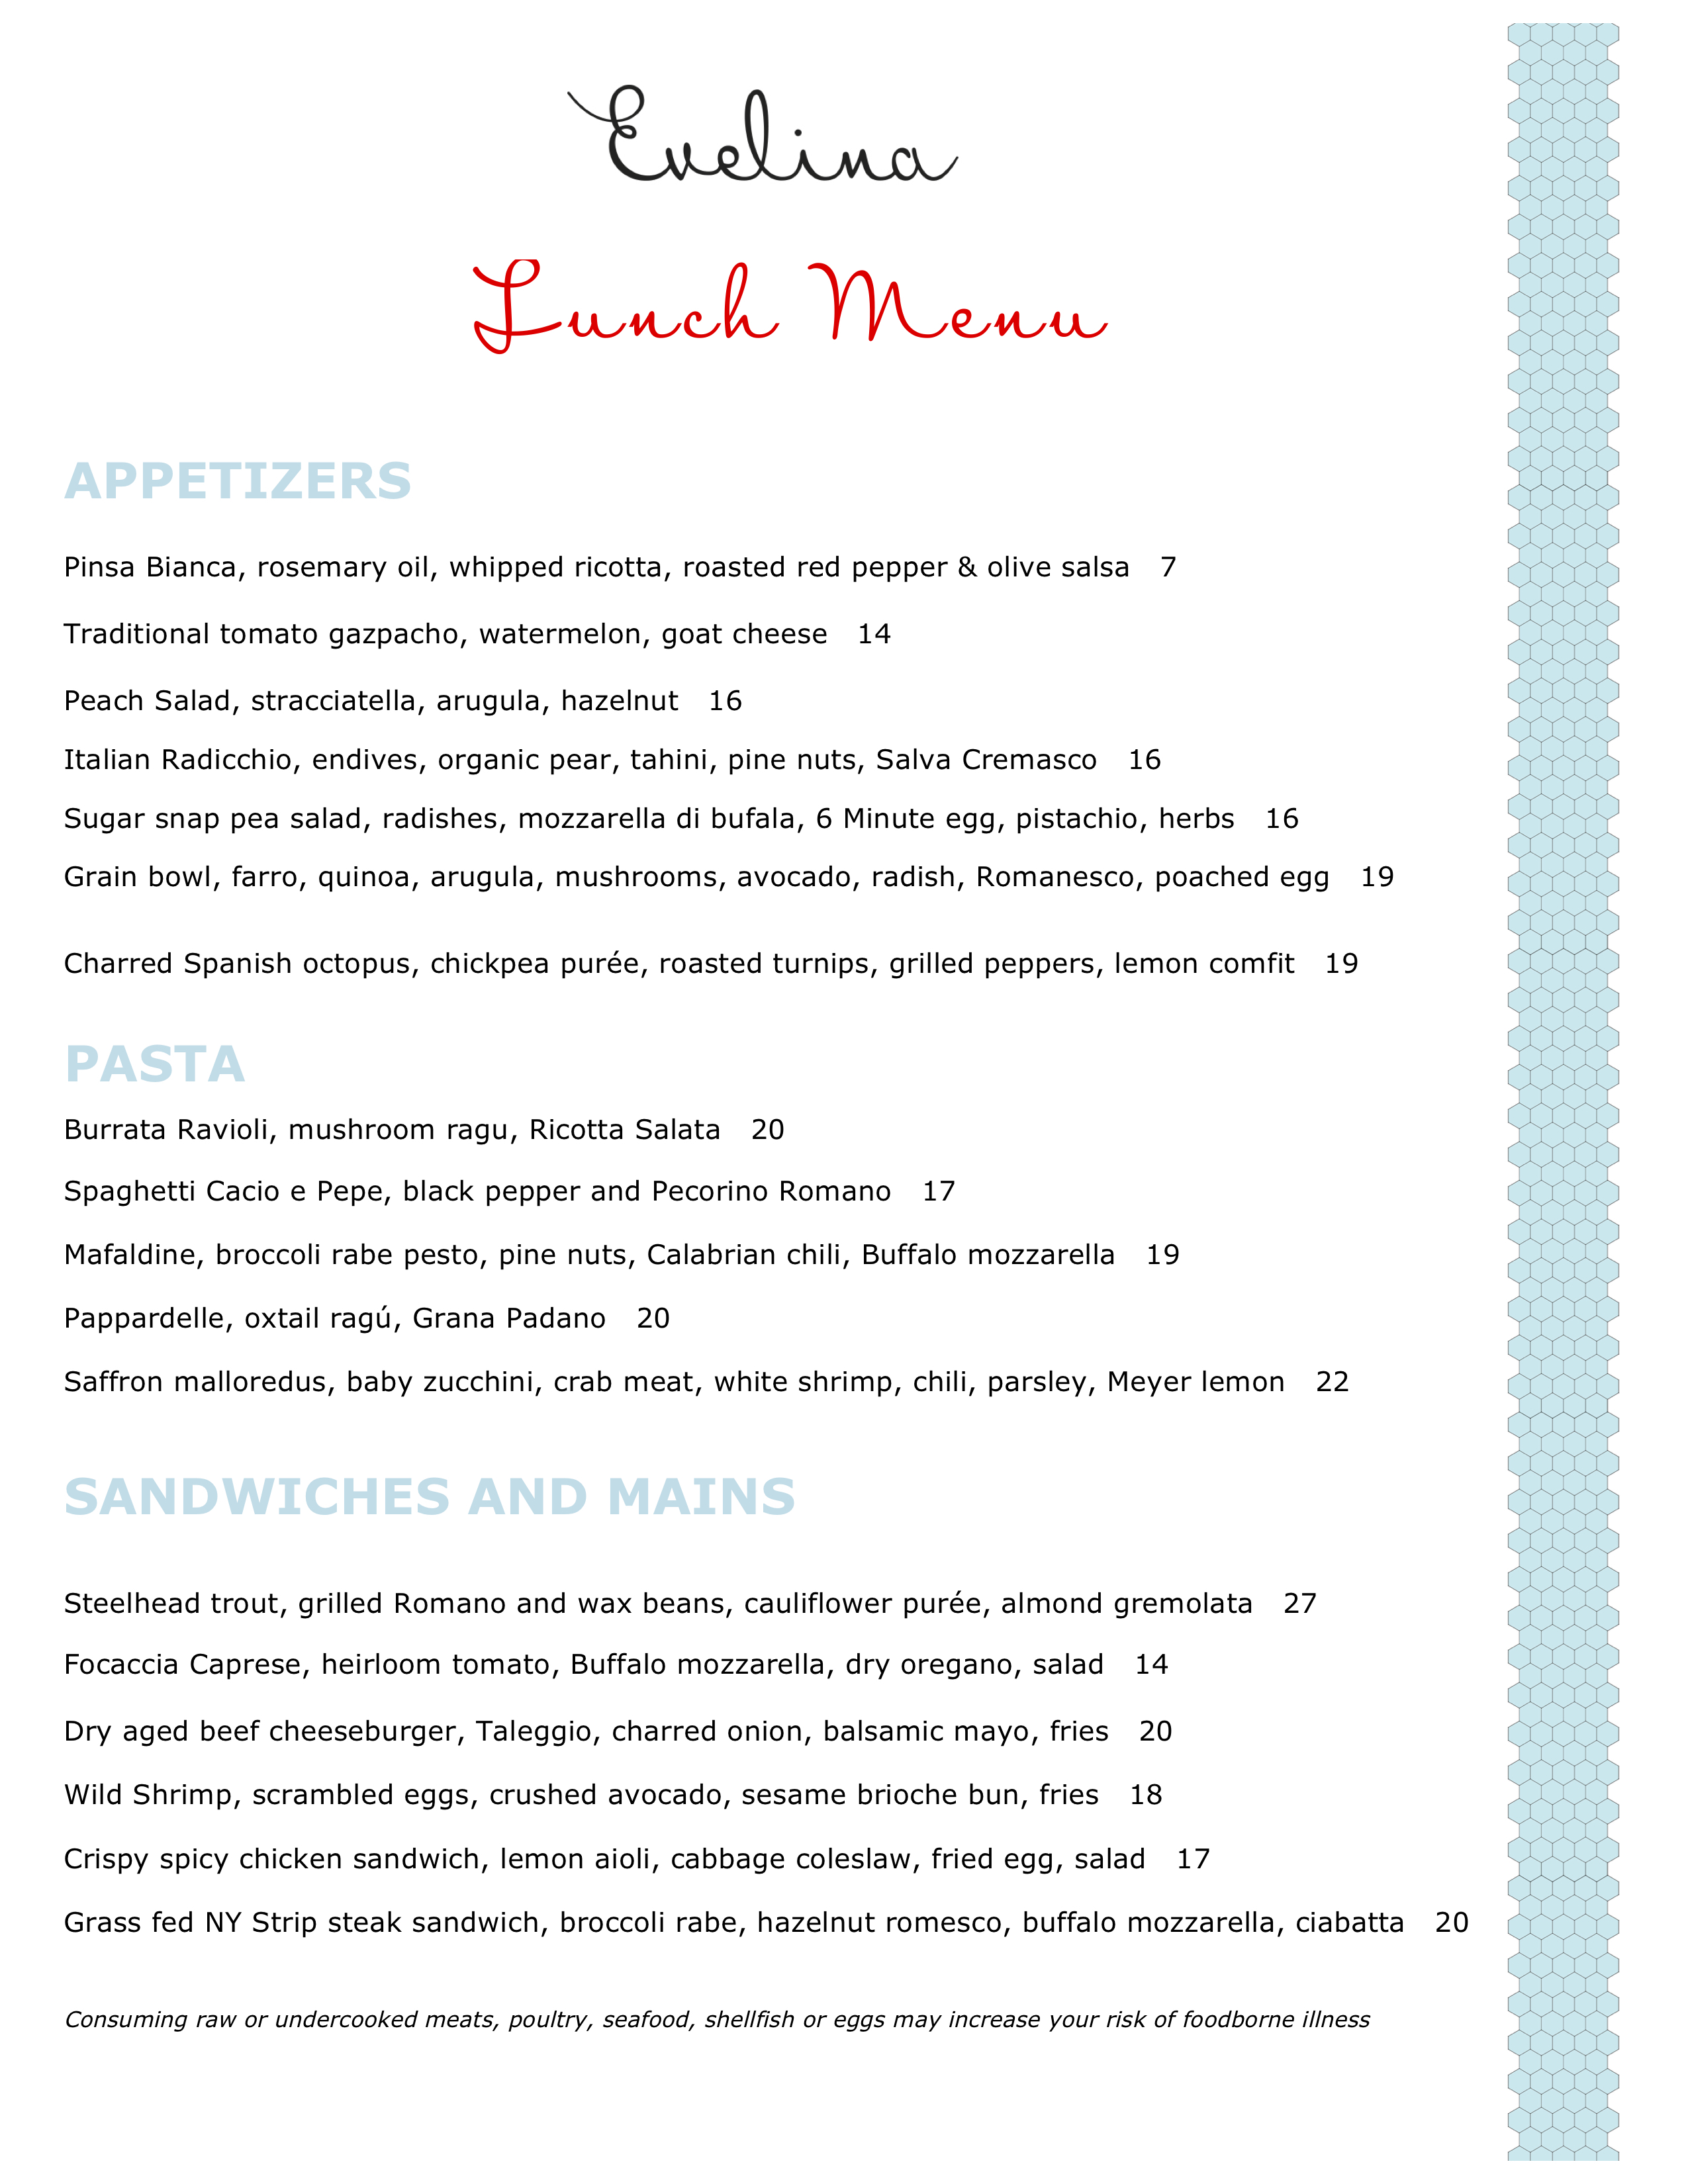 Evelina
Lunch Menu
APPETIZERS
Pinsa Bianca, rosemary oil, whipped ricotta, roasted red pepper & olive salsa 7
Traditional tomato gazpacho, watermelon, goat cheese 14
Peach Salad, stracciatella, arugula, hazelnut 16
Italian Radicchio, endives, organic pear, tahini, pine nuts, Salva Cremasco 16
Sugar snap pea salad, radishes, mozzarella di bufala, 6 Minute egg, pistachio, herbs 16
Grain bowl, farro, quinoa, arugula, mushrooms, avocado, radish, Romanesco, poached egg 19
Charred Spanish octopus, chickpea purée, roasted turnips, grilled peppers, lemon comfit 19
PASTA
Burrata Ravioli, mushroom ragu, Ricotta Salata 20
Spaghetti Cacio e Pepe, black pepper and Pecorino Romano 17
Mafaldine, broccoli rabe pesto, pine nuts, Calabrian chili, Buffalo mozzarella 19
Pappardelle, oxtail ragú, Grana Padano 20
Saffron malloredus, baby zucchini, crab meat, white shrimp, chili, parsley, Meyer lemon 22
SANDWICHES AND MAINS
Steelhead trout, grilled Romano and wax beans, cauliflower purée, almond gremolata 27
Focaccia Caprese, heirloom tomato, Buffalo mozzarella, dry oregano, salad 14
Dry aged beef cheeseburger, Taleggio, charred onion, balsamic mayo, fries 20
Wild Shrimp, scrambled eggs, crushed avocado, sesame brioche bun, fries 18
Crispy spicy chicken sandwich, lemon aioli, cabbage coleslaw, fried egg, salad 17
Grass fed NY Strip steak sandwich, broccoli rabe, hazelnut romesco, buffalo mozzarella, ciabatta 20
Consuming raw or undercooked meats, poultry, seafood, shellfish or eggs may increase your risk of foodborne illness